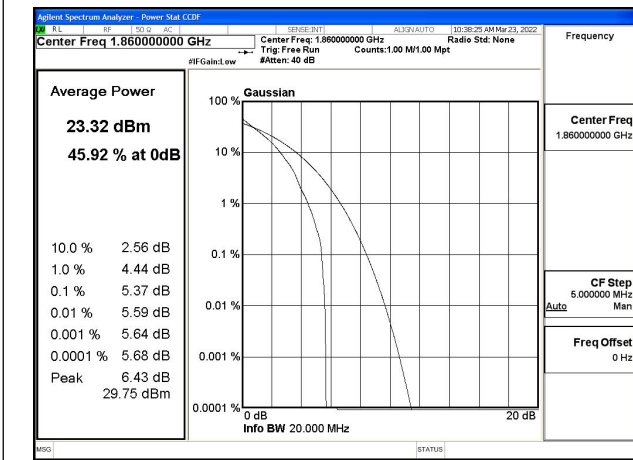 Agilent Spectrum Analyzer - Power Stat CCDF
RL RF 50 Ω AC SENSE:INT ALIGN AUTO 10:38:25 AM Mar 23, 2022
Center Freq 1.860000000 GHz
Center Freq: 1.860000000 GHz Radio Std: None
Trig: Free Run Counts:1.00 M/1.00 Mpt
#IFGain:Low #Atten: 40 dB
Frequency
Average Power
23.32 dBm
45.92 % at 0dB
10.0 % 2.56 dB
1.0 % 4.44 dB
0.1 % 5.37 dB
0.01 % 5.59 dB
0.001 % 5.64 dB
0.0001 % 5.68 dB
Peak 6.43 dB
29.75 dBm
Gaussian
100 %
10 %
1 %
0.1 %
0.01 %
0.001 %
0.0001 %
0 dB 20 dB
Info BW 20.000 MHz
Center Freq
1.860000000 GHz
CF Step
5.000000 MHz
Auto Man
Freq Offset
0 Hz
MSG STATUS